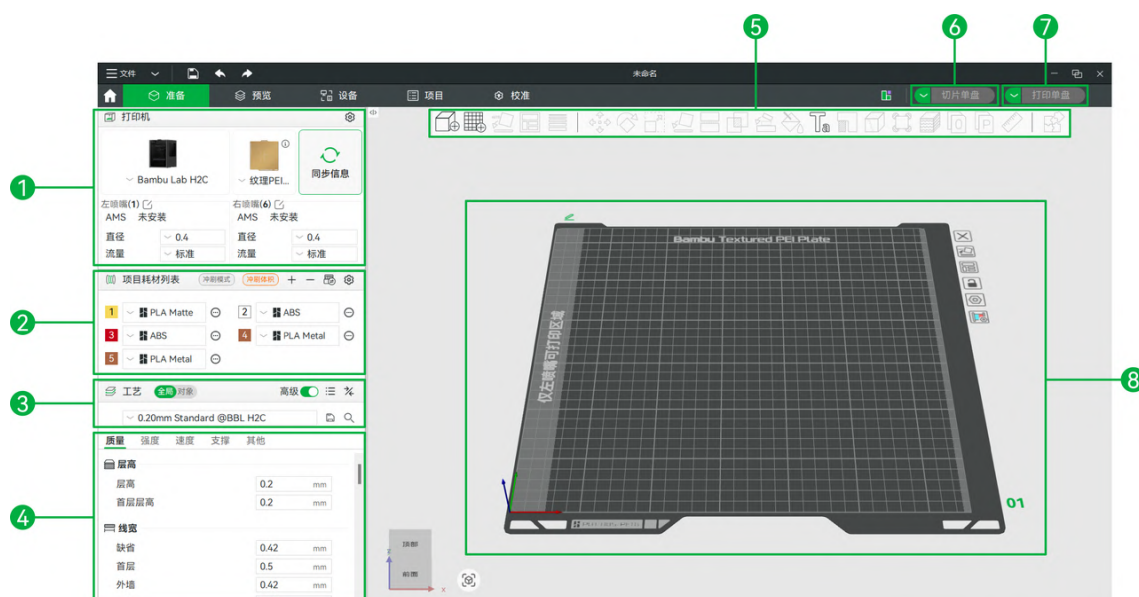 5
6
7
文件
未命名
准备
预览
设备
项目
校准
切片单盘
打印单盘
打印机
Bambu Lab H2C
纹理PEI...
同步信息
1
左喷嘴(1)
右喷嘴(6)
AMS 未安装
AMS 未安装
直径 0.4
直径 0.4
流量 标准
流量 标准
2
项目耗材列表
冲刷模式
冲刷体积
1 PLA Matte
2 ABS
3 ABS
4 PLA Metal
5 PLA Metal
3
工艺
全局 对象
高级
0.20mm Standard @BBL H2C
4
质量 强度 速度 支撑 其他
层高
层高 0.2 mm
首层层高 0.2 mm
线宽
缺省 0.42 mm
首层 0.5 mm
外墙 0.42 mm
Bambu Textured PEI Plate
仅左喷嘴可打印区域
8
01
顶部
前面
z
x